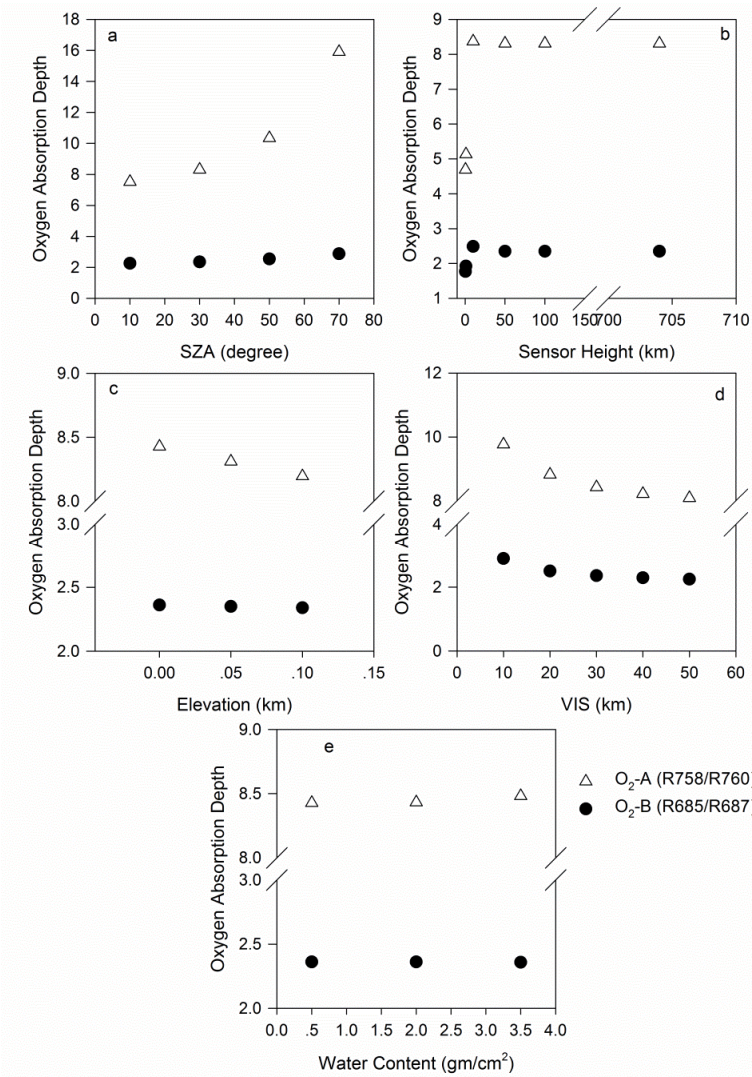 a
18
16
14
12
10
8
6
4
2
0
Oxygen Absorption Depth
0 10 20 30 40 50 60 70 80
SZA (degree)
b
9
8
7
6
5
4
3
2
1
Oxygen Absorption Depth
0 50 100 150 700 705 710
Sensor Height (km)
c
9.0
8.5
8.0
3.0
2.5
2.0
Oxygen Absorption Depth
0.00 .05 .10 .15
Elevation (km)
d
12
10
8
4
2
0
Oxygen Absorption Depth
0 10 20 30 40 50 60
VIS (km)
e
9.0
8.5
8.0
3.0
2.5
2.0
Oxygen Absorption Depth
0.0 .5 1.0 1.5 2.0 2.5 3.0 3.5 4.0
Water Content (gm/cm²)
O₂-A (R758/R760)
O₂-B (R685/R687)